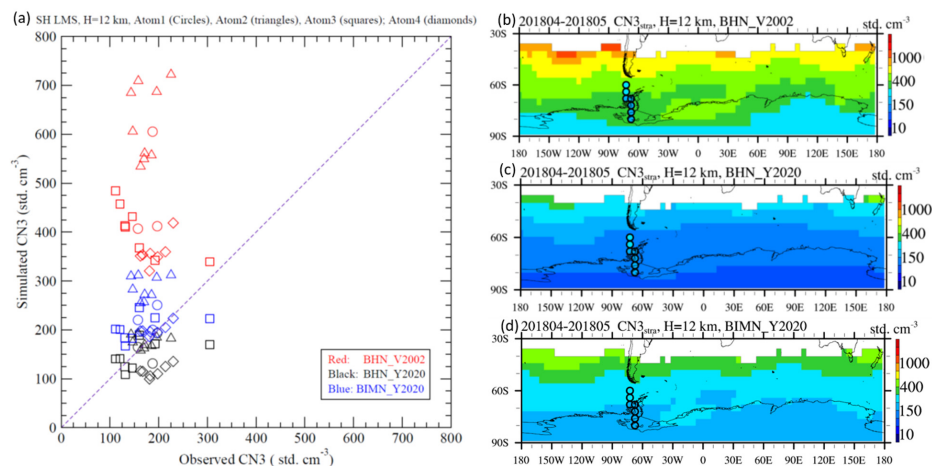 (a) SH LMS, H=12 km, Atom1 (Circles), Atom2 (triangles), Atom3 (squares); Atom4 (diamonds)
800
700
600
500
400
300
200
100
0
0 100 200 300 400 500 600 700 800
Simulated CN3 (std. cm-3)
Observed CN3 ( std. cm-3)
Red: BHN_V2002
Black: BHN_Y2020
Blue: BIMN_Y2020
(b) std. cm-3
201804-201805 CN3stra, H=12 km, BHN_V2002
30S
60S
90S
180 150W 120W 90W 60W 30W 0 30E 60E 90E 120E 150E 180
1000
400
150
10
(c) std. cm-3
201804-201805 CN3stra, H=12 km, BHN_Y2020
30S
60S
90S
180 150W 120W 90W 60W 30W 0 30E 60E 90E 120E 150E 180
1000
400
150
10
(d) std. cm-3
201804-201805 CN3stra, H=12 km, BIMN_Y2020
30S
60S
90S
180 150W 120W 90W 60W 30W 0 30E 60E 90E 120E 150E 180
1000
400
150
10